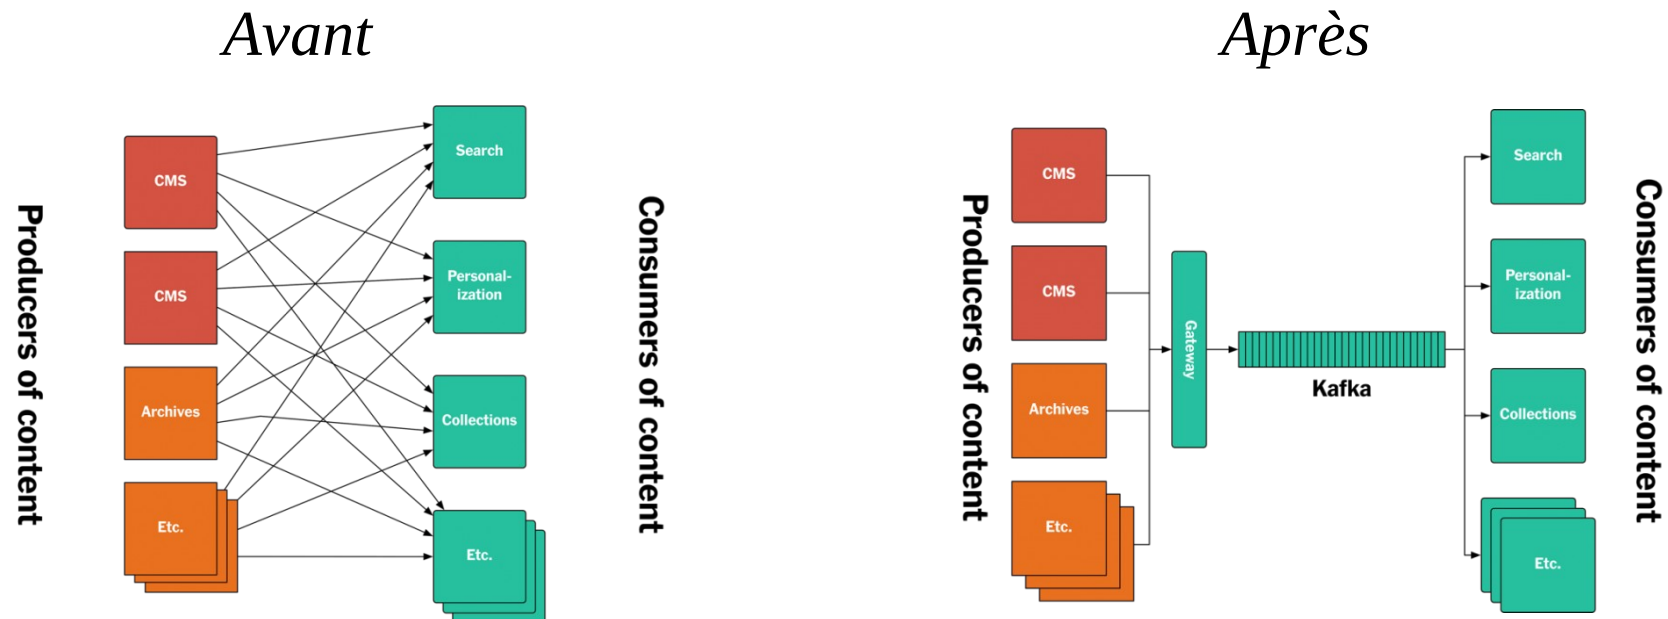 Avant
Producers of content
CMS
CMS
Archives
Etc.
Search
Personal-
ization
Collections
Etc.
Consumers of content
Après
Producers of content
CMS
CMS
Archives
Etc.
Gateway
Kafka
Search
Personal-
ization
Collections
Etc.
Consumers of content